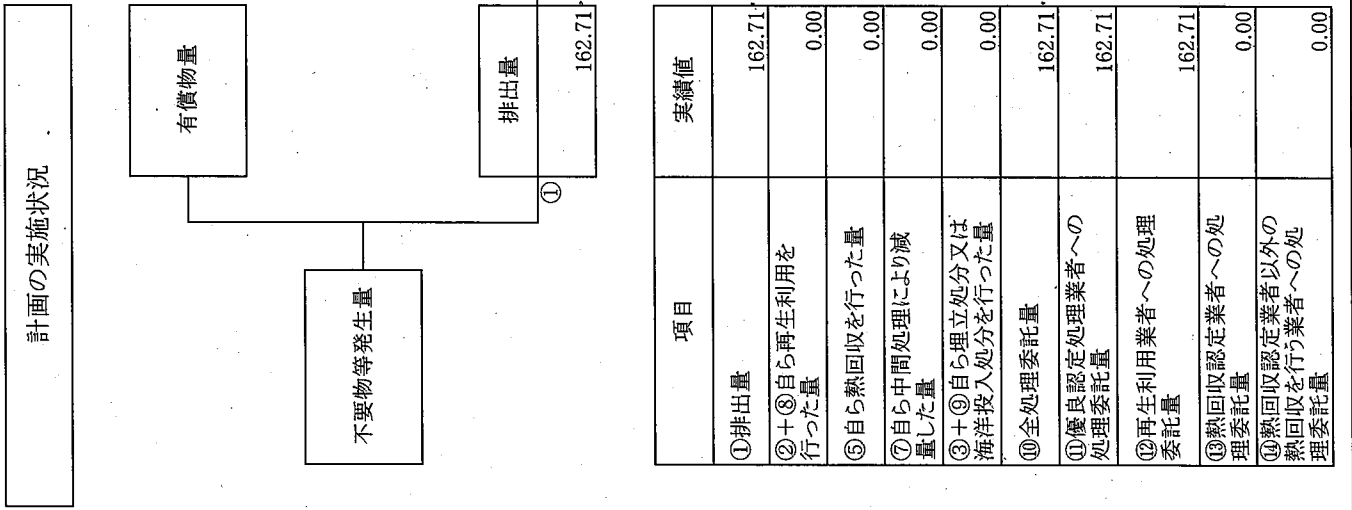 計画の実施状況
有償物量
不要物等発生量
排出量
①
162.71
項目
実績値
①排出量
162.71
②+⑧自ら再生利用を
行った量
0.00
⑤自ら熱回収を行った量
0.00
⑦自ら中間処理により減
量した量
0.00
③+⑨自ら埋立処分又は
海洋投入処分を行った量
0.00
⑩全処理委託量
162.71
⑪優良認定処理業者への
処理委託量
162.71
⑫再生利用業者への処理
委託量
162.71
⑬熱回収認定業者への処
理委託量
0.00
⑭熱回収認定業者以外の
熱回収を行う業者への処
理委託量
0.00